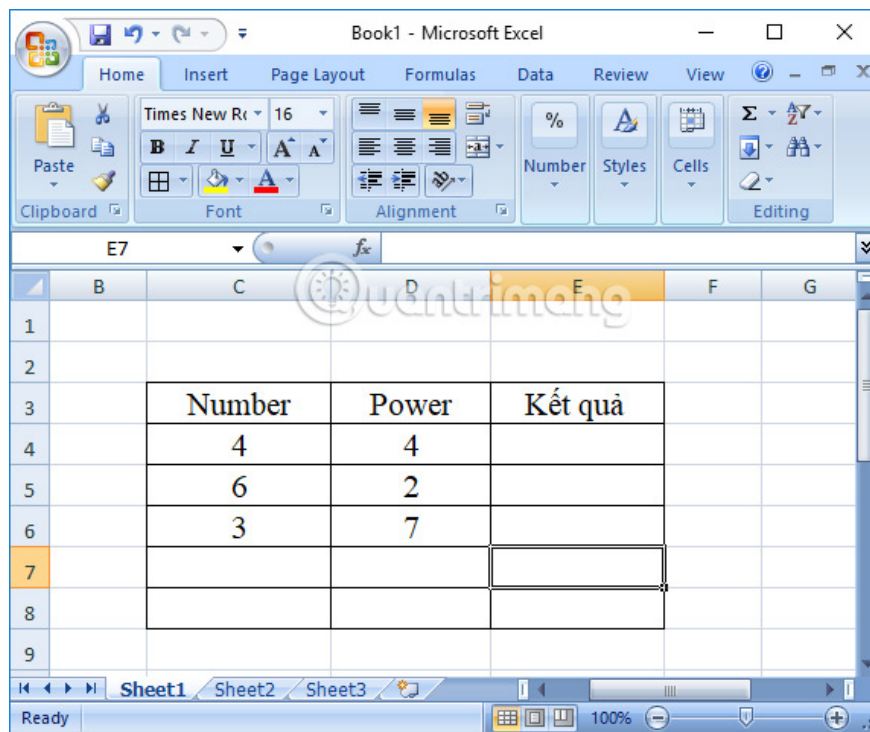 Book1 - Microsoft Excel
Home Insert Page Layout Formulas Data Review View
Times New Ro 16
Paste
B I U A A
% Number Styles Cells Σ
Clipboard Font Alignment Editing
E7 fx
B C D E F G
Quantrimang
1
2
3 Number Power Kết quả
4 4 4
5 6 2
6 3 7
7
8
9
Sheet1 Sheet2 Sheet3
Ready 100%